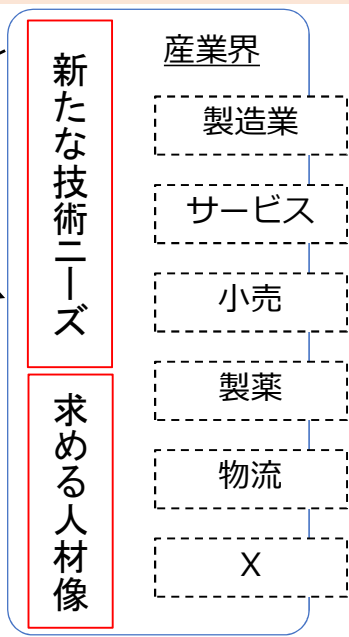 新たな技術ニーズ
求める人材像
産業界
製造業
サービス
小売
製薬
物流
X